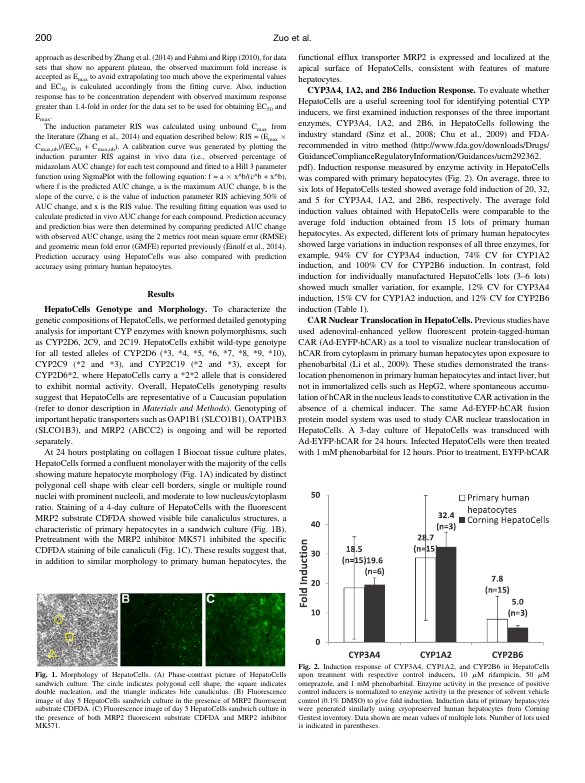 200
Zuo et al.
approach as described by Zhang et al. (2014) and Fahmi and Ripp (2010), for data
sets that show no apparent plateau, the observed maximum fold increase is
accepted as Emax to avoid extrapolating too much above the experimental values
and EC50 is calculated accordingly from the fitting curve. Also, induction
response has to be concentration dependent with observed maximum response
greater than 1.4-fold in order for the data set to be used for obtaining EC50 and
Emax.
The induction parameter RIS was calculated using unbound Cmax from
the literature (Zhang et al., 2014) and equation described below: RIS = (Emax ×
Cmax,ub)/(EC50 + Cmax,ub). A calibration curve was generated by plotting the
induction paramter RIS against in vivo data (i.e., observed percentage of
midazolam AUC change) for each test compound and fitted to a Hill 3 parameter
function using SigmaPlot with the following equation: f = a × x^b/(c^b + x^b),
where f is the predicted AUC change, a is the maximum AUC change, b is the
slope of the curve, c is the value of induction parameter RIS achieving 50% of
AUC change, and x is the RIS value. The resulting fitting equation was used to
calculate predicted in vivo AUC change for each compound. Prediction accuracy
and prediction bias were then determined by comparing predicted AUC change
with observed AUC change, using the 2 metrics root mean square error (RMSE)
and geometric mean fold error (GMFE) reported previously (Einolf et al., 2014).
Prediction accuracy using HepatoCells was also compared with prediction
accuracy using primary human hepatocytes.
Results
HepatoCells Genotype and Morphology. To characterize the
genetic compositions of HepatoCells, we performed detailed genotyping
analysis for important CYP enzymes with known polymorphisms, such
as CYP2D6, 2C9, and 2C19. HepatoCells exhibit wild-type genotype
for all tested alleles of CYP2D6 (*3, *4, *5, *6, *7, *8, *9, *10),
CYP2C9 (*2 and *3), and CYP2C19 (*2 and *3), except for
CYP2D6*2, where HepatoCells carry a *2*2 allele that is considered
to exhibit normal activity. Overall, HepatoCells genotyping results
suggest that HepatoCells are representative of a Caucasian population
(refer to donor description in Materials and Methods). Genotyping of
important hepatic transporters such as OAP1B1 (SLCO1B1), OATP1B3
(SLCO1B3), and MRP2 (ABCC2) is ongoing and will be reported
separately.
At 24 hours postplating on collagen I Biocoat tissue culture plates,
HepatoCells formed a confluent monolayer with the majority of the cells
showing mature hepatocyte morphology (Fig. 1A) indicated by distinct
polygonal cell shape with clear cell borders, single or multiple round
nuclei with prominent nucleoli, and moderate to low nucleus/cytoplasm
ratio. Staining of a 4-day culture of HepatoCells with the fluorescent
MRP2 substrate CDFDA showed visible bile canaliculus structures, a
characteristic of primary hepatocytes in a sandwich culture (Fig. 1B).
Pretreatment with the MRP2 inhibitor MK571 inhibited the specific
CDFDA staining of bile canaliculi (Fig. 1C). These results suggest that,
in addition to similar morphology to primary human hepatocytes, the
B
C
Fig. 1. Morphology of HepatoCells. (A) Phase-contrast picture of HepatoCells
sandwich culture. The circle indicates polygonal cell shape, the square indicates
double nucleation, and the triangle indicates bile canaliculus. (B) Fluorescence
image of day 5 HepatoCells sandwich culture in the presence of MRP2 fluorescent
substrate CDFDA. (C) Fluorescence image of day 5 HepatoCells sandwich culture in
the presence of both MRP2 fluorescent substrate CDFDA and MRP2 inhibitor
MK571.
functional efflux transporter MRP2 is expressed and localized at the
apical surface of HepatoCells, consistent with features of mature
hepatocytes.
CYP3A4, 1A2, and 2B6 Induction Response. To evaluate whether
HepatoCells are a useful screening tool for identifying potential CYP
inducers, we first examined induction responses of the three important
enzymes, CYP3A4, 1A2, and 2B6, in HepatoCells following the
industry standard (Sinz et al., 2008; Chu et al., 2009) and FDA-
recommended in vitro method (http://www.fda.gov/downloads/Drugs/
GuidanceComplianceRegulatoryInformation/Guidances/ucm292362.
pdf). Induction response measured by enzyme activity in HepatoCells
was compared with primary hepatocytes (Fig. 2). On average, three to
six lots of HepatoCells tested showed average fold induction of 20, 32,
and 5 for CYP3A4, 1A2, and 2B6, respectively. The average fold
induction values obtained with HepatoCells were comparable to the
average fold induction obtained from 15 lots of primary human
hepatocytes. As expected, different lots of primary human hepatocytes
showed large variations in induction responses of all three enzymes, for
example, 94% CV for CYP3A4 induction, 74% CV for CYP1A2
induction, and 100% CV for CYP2B6 induction. In contrast, fold
induction for individually manufactured HepatoCells lots (3–6 lots)
showed much smaller variation, for example, 12% CV for CYP3A4
induction, 15% CV for CYP1A2 induction, and 12% CV for CYP2B6
induction (Table 1).
CAR Nuclear Translocation in HepatoCells. Previous studies have
used adenoviral-enhanced yellow fluorescent protein-tagged-human
CAR (Ad-EYFP-hCAR) as a tool to visualize nuclear translocation of
hCAR from cytoplasm in primary human hepatocytes upon exposure to
phenobarbital (Li et al., 2009). These studies demonstrated the trans-
location phenomenon in primary human hepatocytes and intact liver, but
not in immortalized cells such as HepG2, where spontaneous accumu-
lation of hCAR in the nucleus leads to constitutive CAR activation in the
absence of a chemical inducer. The same Ad-EYFP-hCAR fusion
protein model system was used to study CAR nuclear translocation in
HepatoCells. A 3-day culture of HepatoCells was transduced with
Ad-EYFP-hCAR for 24 hours. Infected HepatoCells were then treated
with 1 mM phenobarbital for 12 hours. Prior to treatment, EYFP-hCAR
Fold Induction
50
40
30
20
10
0
Primary human
hepatocytes
Corning HepatoCells
18.5
(n=15)
19.6
(n=6)
28.7
(n=15)
32.4
(n=3)
7.8
(n=15)
5.0
(n=3)
CYP3A4
CYP1A2
CYP2B6
Fig. 2. Induction response of CYP3A4, CYP1A2, and CYP2B6 in HepatoCells
upon treatment with respective control inducers, 10 μM rifampicin, 50 μM
omeprazole, and 1 mM phenobarbital. Enzyme activity in the presence of positive
control inducers is normalized to enzyme activity in the presence of solvent vehicle
control (0.1% DMSO) to give fold induction. Induction data of primary hepatocytes
were generated similarly using cryopreserved human hepatocytes from Corning
Gentest inventory. Data shown are mean values of multiple lots. Number of lots used
is indicated in parentheses.